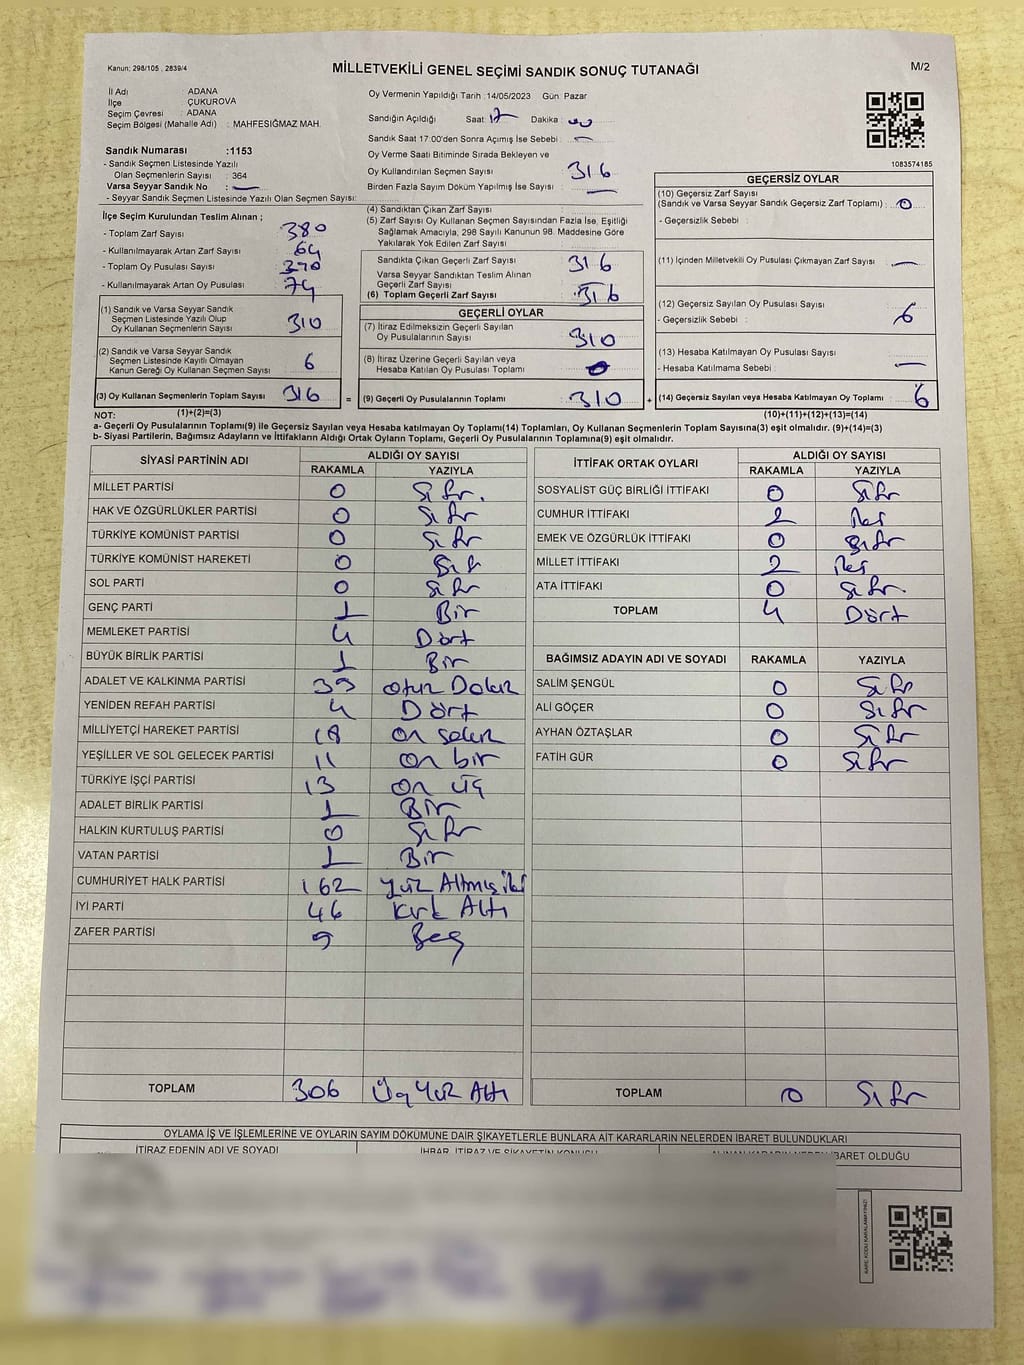 Kanun: 298/105 , 2839/4
MİLLETVEKİLİ GENEL SEÇİMİ SANDIK SONUÇ TUTANAĞI
M/2
İl Adı ADANA
İlçe ÇUKUROVA
Seçim Çevresi : ADANA
Seçim Bölgesi (Mahalle Adı) : MAHFESIĞMAZ MAH.
Sandık Numarası :1153
- Sandık Seçmen Listesinde Yazılı
Olan Seçmenlerin Sayısı : 364
Varsa Seyyar Sandık No : —
- Seyyar Sandık Seçmen Listesinde Yazılı Olan Seçmen Sayısı:
Oy Vermenin Yapıldığı Tarih :14/05/2023 Gün: Pazar
Sandığın Açıldığı Saat: 17 Dakika : 00
Sandık Saat 17:00'den Sonra Açımış İse Sebebi : —
Oy Verme Saati Bitiminde Sırada Bekleyen ve
Oy Kullandırılan Seçmen Sayısı : 316
Birden Fazla Sayım Döküm Yapılmış İse Sayısı : —
1083574185
İlçe Seçim Kurulundan Teslim Alınan ;
- Toplam Zarf Sayısı : 380
- Kullanılmayarak Artan Zarf Sayısı : 64
- Toplam Oy Pusulası Sayısı : 390
- Kullanılmayarak Artan Oy Pusulası : 74
(1) Sandık ve Varsa Seyyar Sandık
Seçmen Listesinde Yazılı Olup
Oy Kullanan Seçmenlerin Sayısı : 310
(2) Sandık ve Varsa Seyyar Sandık
Seçmen Listesinde Kayıtlı Olmayan
Kanun Gereği Oy Kullanan Seçmen Sayısı : 6
(3) Oy Kullanan Seçmenlerin Toplam Sayısı : 316 =
(1)+(2)=(3)
(4) Sandıktan Çıkan Zarf Sayısı :
(5) Zarf Sayısı Oy Kullanan Seçmen Sayısından Fazla İse, Eşitliği
Sağlamak Amacıyla, 298 Sayılı Kanunun 98. Maddesine Göre
Yakılarak Yok Edilen Zarf Sayısı :
Sandıkta Çıkan Geçerli Zarf Sayısı : 316
Varsa Seyyar Sandıktan Teslim Alınan
Geçerli Zarf Sayısı :
(6) Toplam Geçerli Zarf Sayısı : 316
GEÇERLİ OYLAR
(7) İtiraz Edilmeksizin Geçerli Sayılan
Oy Pusulalarının Sayısı : 310
(8) İtiraz Üzerine Geçerli Sayılan veya
Hesaba Katılan Oy Pusulası Toplamı : 0
(9) Geçerli Oy Pusulalarının Toplamı : 310 +
GEÇERSİZ OYLAR
(10) Geçersiz Zarf Sayısı
(Sandık ve Varsa Seyyar Sandık Geçersiz Zarf Toplamı) : 0
- Geçersizlik Sebebi :
(11) İçinden Milletvekili Oy Pusulası Çıkmayan Zarf Sayısı : —
(12) Geçersiz Sayılan Oy Pusulası Sayısı : 6
- Geçersizlik Sebebi :
(13) Hesaba Katılmayan Oy Pusulası Sayısı : —
- Hesaba Katılmama Sebebi :
(14) Geçersiz Sayılan veya Hesaba Katılmayan Oy Toplamı : 6
(10)+(11)+(12)+(13)=(14)
NOT:
a- Geçerli Oy Pusulalarının Toplamı(9) ile Geçersiz Sayılan veya Hesaba Katılmayan oy Toplamı(14) Toplamları, Oy Kullanan Seçmenlerin Toplam Sayısına(3) eşit olmalıdır. (9)+(14)=(3)
b- Siyasi Partilerin, Bağımsız Adayların ve İttifakların Aldığı Ortak Oyların Toplamı, Geçerli Oy Pusulalarının Toplamına(9) eşit olmalıdır.
SİYASİ PARTİNİN ADI ALDIĞI OY SAYISI
RAKAMLA YAZIYLA
MİLLET PARTİSİ 0 Sıfır.
HAK VE ÖZGÜRLÜKLER PARTİSİ 0 Sıfır
TÜRKİYE KOMÜNİST PARTİSİ 0 Sıfır
TÜRKİYE KOMÜNİST HAREKETİ 0 Sıfır
SOL PARTİ 0 Sıfır
GENÇ PARTİ 1 Bir
MEMLEKET PARTİSİ 4 Dört
BÜYÜK BİRLİK PARTİSİ 1 Bir
ADALET VE KALKINMA PARTİSİ 39 otuz Dokuz
YENİDEN REFAH PARTİSİ 4 Dört
MİLLİYETÇİ HAREKET PARTİSİ 18 on sekiz
YEŞİLLER VE SOL GELECEK PARTİSİ 11 on bir
TÜRKİYE İŞÇİ PARTİSİ 13 on üç
ADALET BİRLİK PARTİSİ 1 Bir
HALKIN KURTULUŞ PARTİSİ 0 Sıfır
VATAN PARTİSİ 1 Bir
CUMHURİYET HALK PARTİSİ 162 yüz Altmış iki
İYİ PARTİ 46 Kırk Altı
ZAFER PARTİSİ 5 Beş
TOPLAM 306 Üç Yüz Altı
İTTİFAK ORTAK OYLARI ALDIĞI OY SAYISI
RAKAMLA YAZIYLA
SOSYALİST GÜÇ BİRLİĞİ İTTİFAKI 0 Sıfır
CUMHUR İTTİFAKI 2 iki
EMEK VE ÖZGÜRLÜK İTTİFAKI 0 Sıfır
MİLLET İTTİFAKI 2 iki
ATA İTTİFAKI 0 Sıfır.
TOPLAM 4 Dört
BAĞIMSIZ ADAYIN ADI VE SOYADI RAKAMLA YAZIYLA
SALİM ŞENGÜL 0 Sıfır
ALİ GÖÇER 0 Sıfır
AYHAN ÖZTAŞLAR 0 Sıfır
FATİH GÜR 0 Sıfır
TOPLAM 0 Sıfır
OYLAMA İŞ VE İŞLEMLERİNE VE OYLARIN SAYIM DÖKÜMÜNE DAİR ŞİKAYETLERLE BUNLARA AİT KARARLARIN NELERDEN İBARET BULUNDUKLARI
İTİRAZ EDENİN ADI VE SOYADI İHBAR, İTİRAZ VE ŞİKAYETİN KONUSU ALINAN KARARIN NEDEN İBARET OLDUĞU
KARE KODU KARALAMAYINIZ!